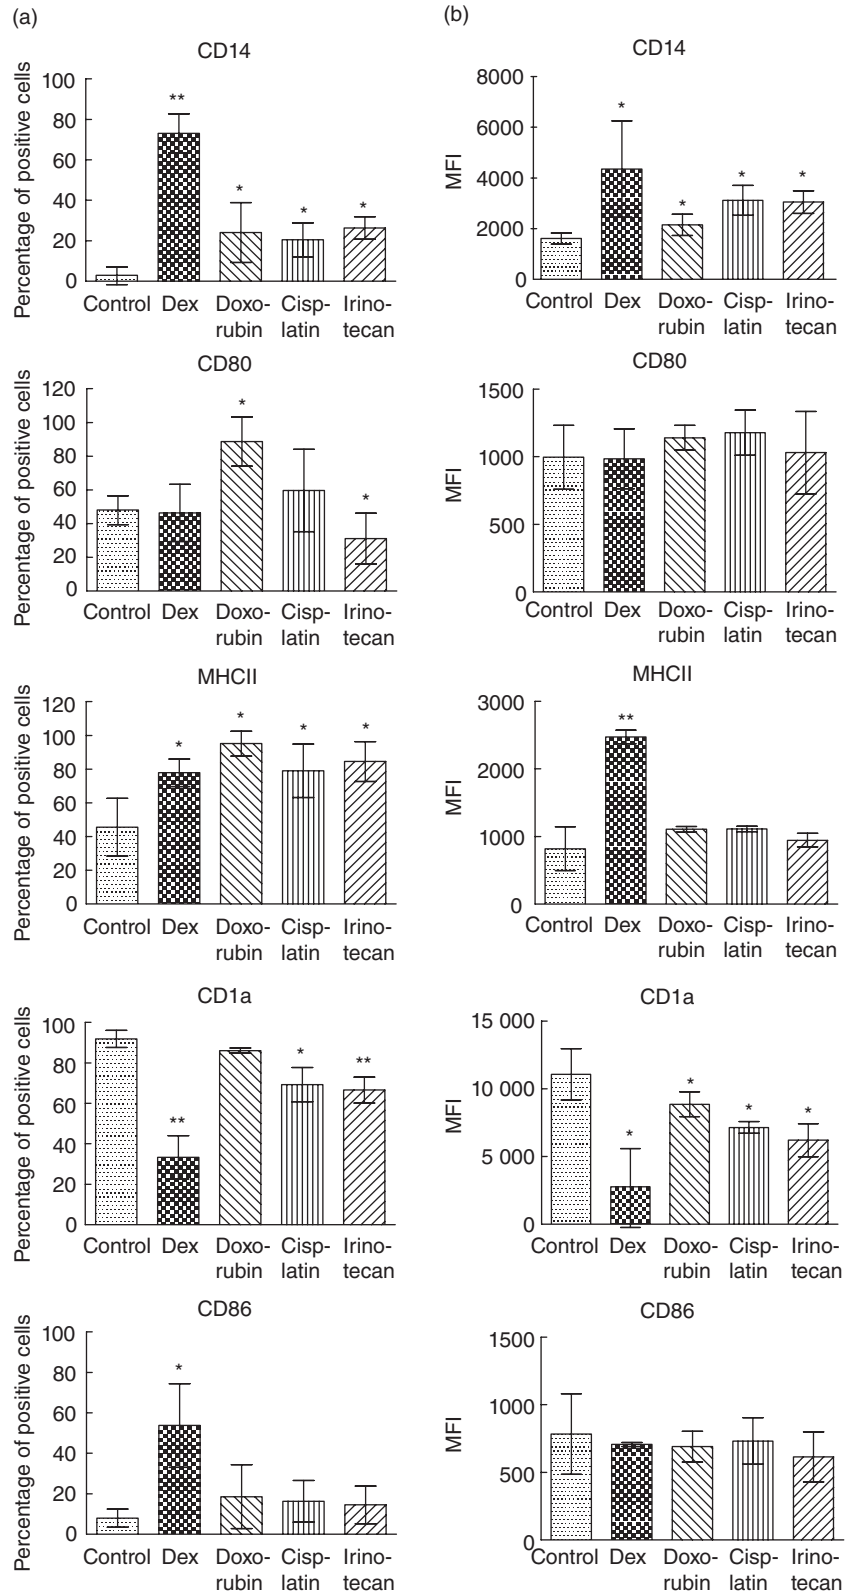 (a)
CD14
Percentage of positive cells
100
80
60
40
20
0
**
*
*
*
Control Dex Doxo- Cisp- Irino-
rubin latin tecan
CD80
Percentage of positive cells
120
100
80
60
40
20
0
*
*
Control Dex Doxo- Cisp- Irino-
rubin latin tecan
MHCII
Percentage of positive cells
120
100
80
60
40
20
0
*
*
*
*
Control Dex Doxo- Cisp- Irino-
rubin latin tecan
CD1a
Percentage of positive cells
100
80
60
40
20
0
**
*
**
Control Dex Doxo- Cisp- Irino-
rubin latin tecan
CD86
Percentage of positive cells
100
80
60
40
20
0
*
Control Dex Doxo- Cisp- Irino-
rubin latin tecan
(b)
CD14
MFI
8000
6000
4000
2000
0
*
*
*
*
Control Dex Doxo- Cisp- Irino-
rubin latin tecan
CD80
MFI
1500
1000
500
0
Control Dex Doxo- Cisp- Irino-
rubin latin tecan
MHCII
MFI
3000
2000
1000
0
**
Control Dex Doxo- Cisp- Irino-
rubin latin tecan
CD1a
MFI
15 000
10 000
5 000
0
*
*
*
*
Control Dex Doxo- Cisp- Irino-
rubin latin tecan
CD86
MFI
1500
1000
500
0
Control Dex Doxo- Cisp- Irino-
rubin latin tecan